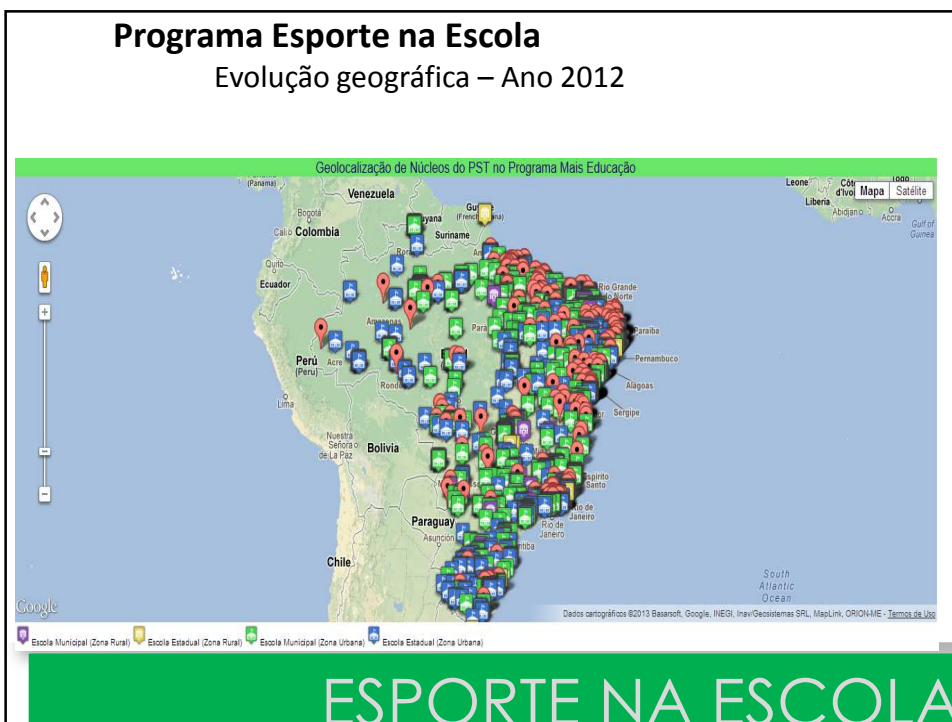 Programa Esporte na Escola
Evolução geográfica – Ano 2012
Geolocalização de Núcleos do PST no Programa Mais Educação
(Panama)
Venezuela
Leone
Liberia
Mapa
Satélite
Abidjan
Accra
Gulf of
Guinea
Bogotá
Cali
Colombia
Suriname
Quito
Ecuador
Rio Grande
do Norte
Amazonas
Pará
Paraíba
Perú
(Peru)
Acre
Pernambuco
Alagoas
Sergipe
Lima
Nuestra
Señora
de La Paz
Bolivia
Espírito
Santo
Paraguay
Asunción
Rio de
Janeiro
Chile
South
Atlantic
Ocean
Google
Dados cartográficos ©2013 Basarsoft, Google, INEGI, Inav/Geosistemas SRL, MapLink, ORION-ME - Termos de Uso
Escola Municipal (Zona Rural) Escola Estadual (Zona Rural) Escola Municipal (Zona Urbana) Escola Estadual (Zona Urbana)
ESPORTE NA ESCOLA